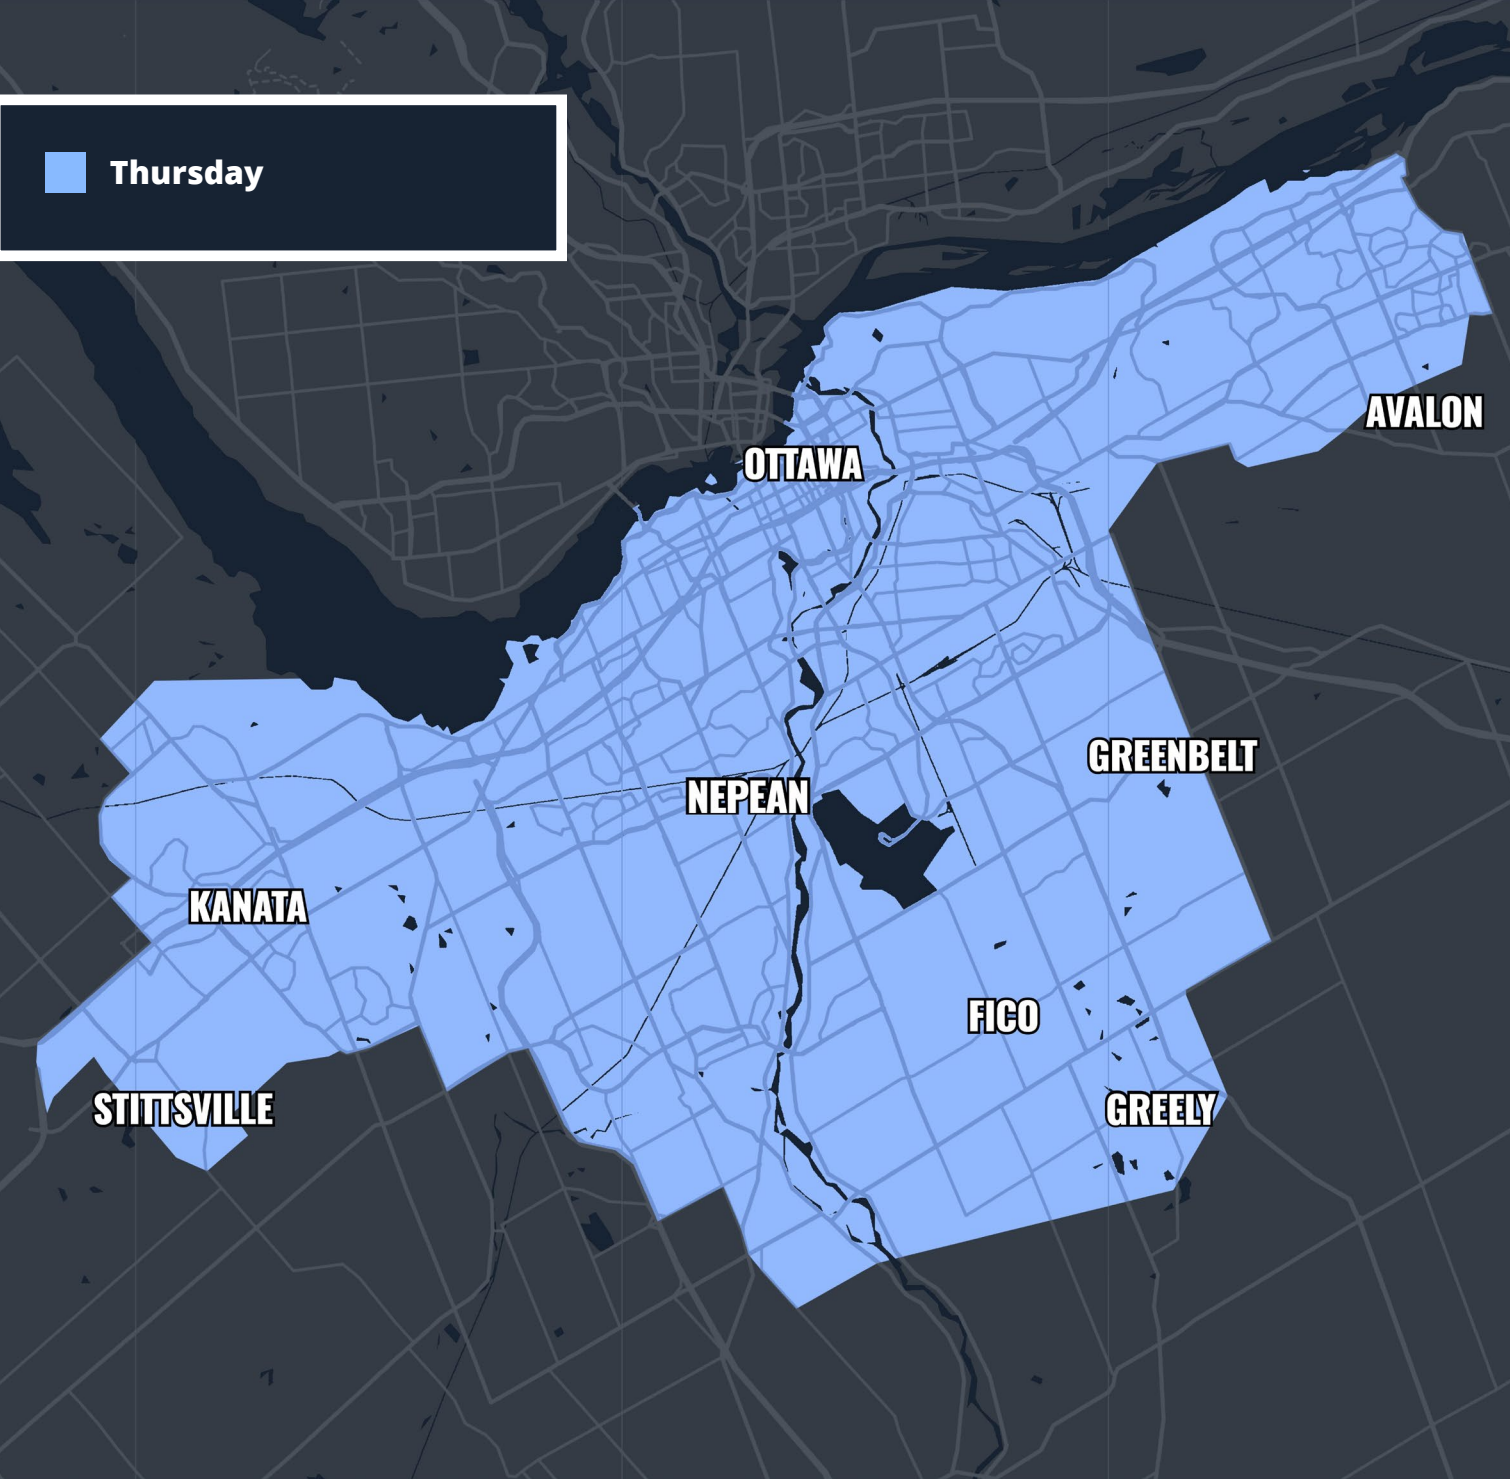 Thursday
AVALON
OTTAWA
GREENBELT
NEPEAN
KANATA
FICO
STITTSVILLE
GREELY